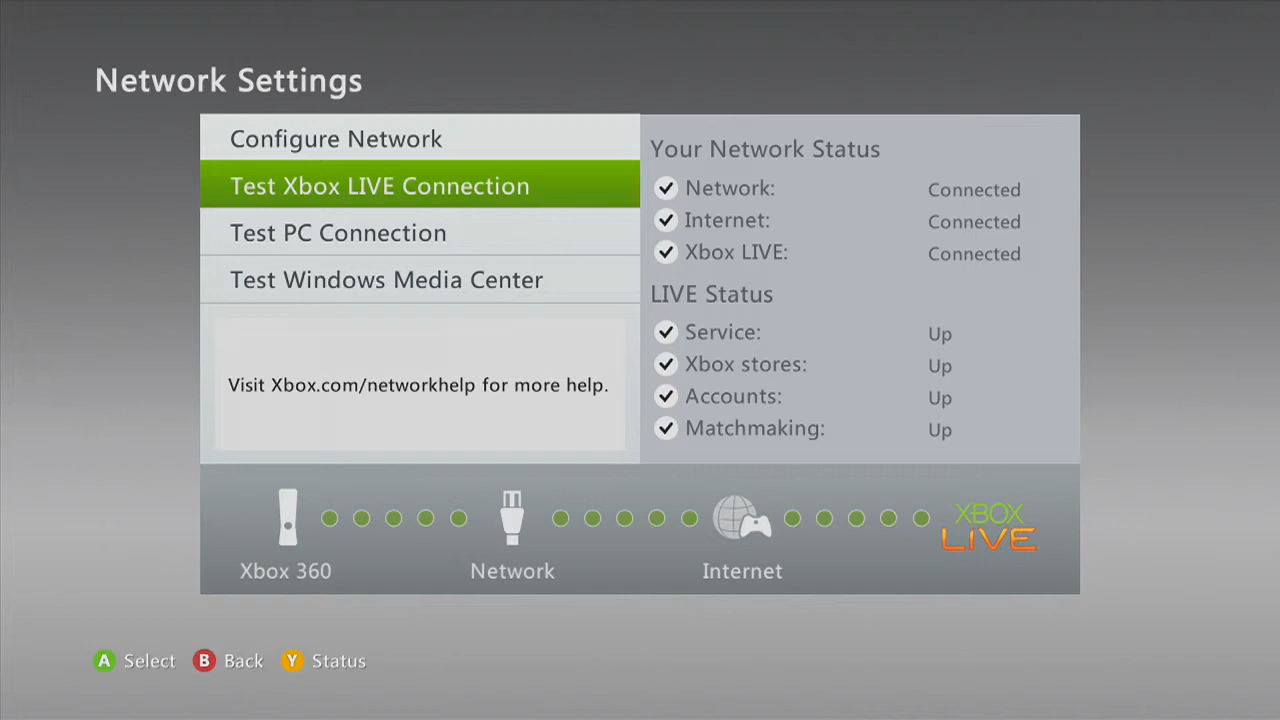 Network Settings
Configure Network
Test Xbox LIVE Connection
Test PC Connection
Test Windows Media Center
Visit Xbox.com/networkhelp for more help.
Your Network Status
Network: Connected
Internet: Connected
Xbox LIVE: Connected
LIVE Status
Service: Up
Xbox stores: Up
Accounts: Up
Matchmaking: Up
XBOX
LIVE
Xbox 360 Network Internet
A Select B Back Y Status